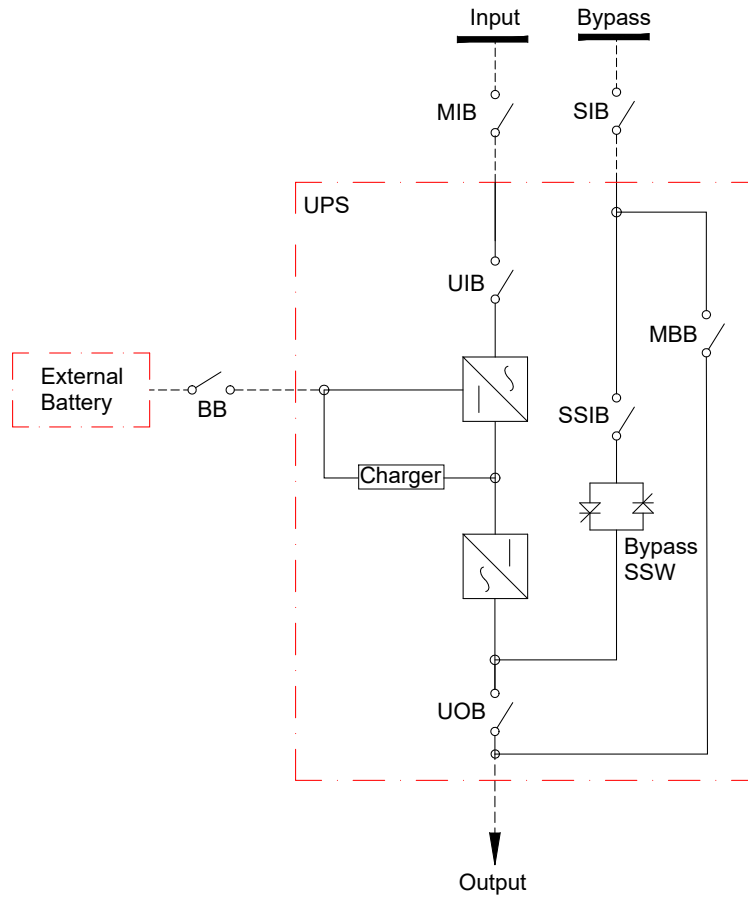 Input
Bypass
MIB
SIB
UPS
UIB
MBB
External
Battery
BB
SSIB
Charger
Bypass
SSW
UOB
Output